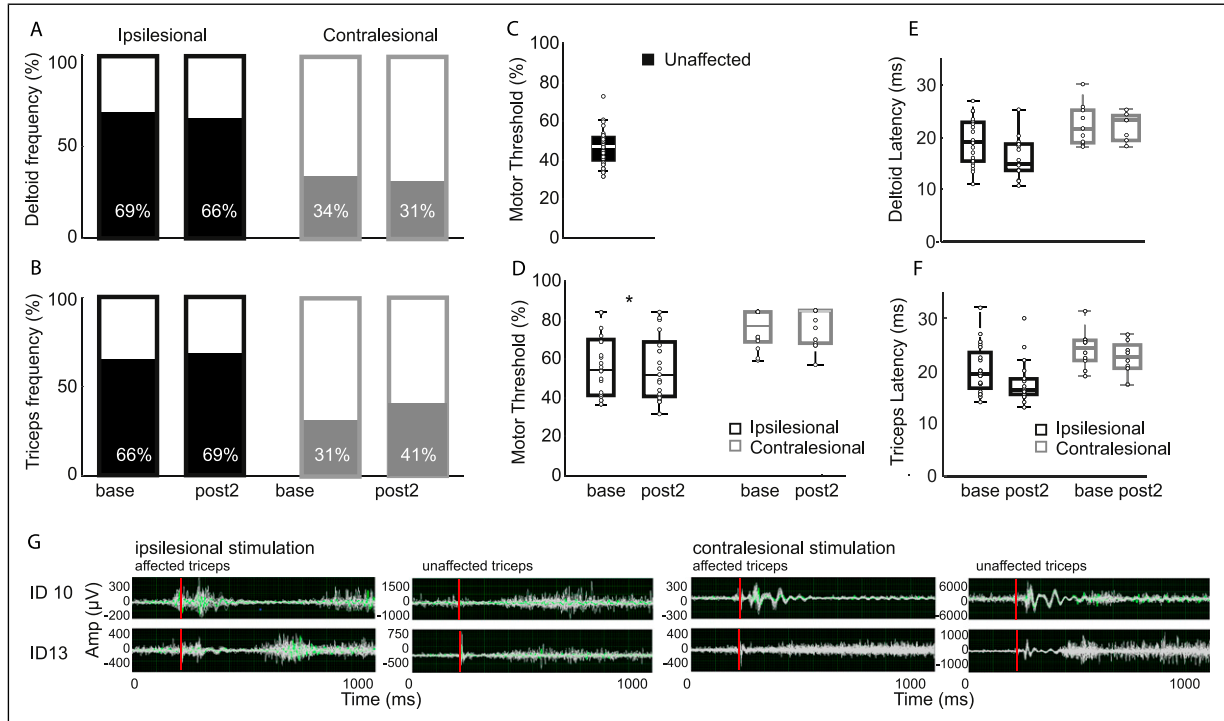 A
Ipsilesional
Contralesional
Deltoid frequency (%)
100
50
0
69%
66%
34%
31%
B
Triceps frequency (%)
100
50
0
66%
69%
31%
41%
base
post2
base
post2
C
Motor Threshold (%)
100
80
60
40
20
0
Unaffected
D
Motor Threshold (%)
100
80
60
40
20
0
*
Ipsilesional
Contralesional
base
post2
base
post2
E
Deltoid Latency (ms)
30
20
10
0
F
Triceps Latency (ms)
30
20
10
0
Ipsilesional
Contralesional
base post2
base post2
G
ipsilesional stimulation
contralesional stimulation
affected triceps
unaffected triceps
affected triceps
unaffected triceps
ID 10
ID13
Amp (μV)
300
0
-200
1500
0
-1000
300
0
-400
6000
0
-6000
400
0
-400
750
0
-500
400
0
-400
1000
0
-1000
0
1000
0
1000
Time (ms)
Time (ms)